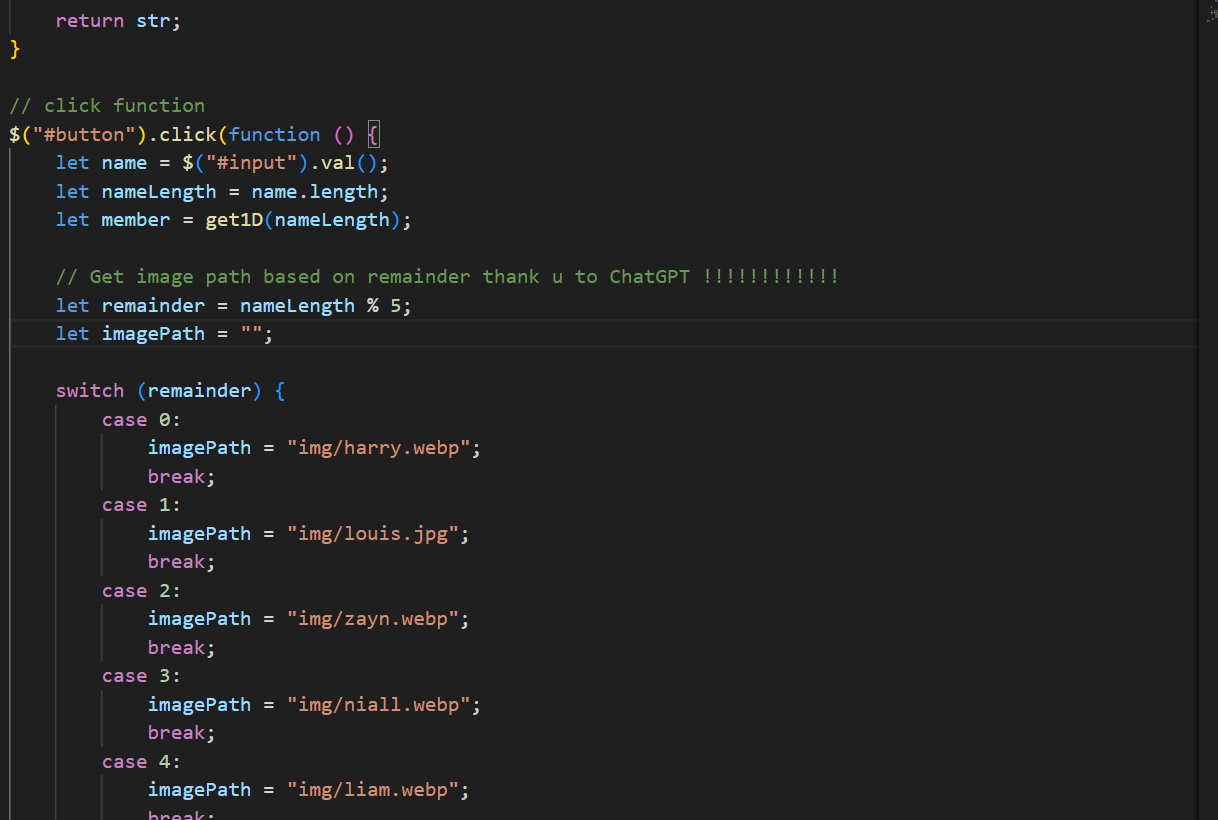 return str;
}
// click function
$("#button").click(function () {
    let name = $("#input").val();
    let nameLength = name.length;
    let member = get1D(nameLength);
    // Get image path based on remainder thank u to ChatGPT !!!!!!!!!!!!
    let remainder = nameLength % 5;
    let imagePath = "";
    switch (remainder) {
        case 0:
            imagePath = "img/harry.webp";
            break;
        case 1:
            imagePath = "img/louis.jpg";
            break;
        case 2:
            imagePath = "img/zayn.webp";
            break;
        case 3:
            imagePath = "img/niall.webp";
            break;
        case 4:
            imagePath = "img/liam.webp";
            break;